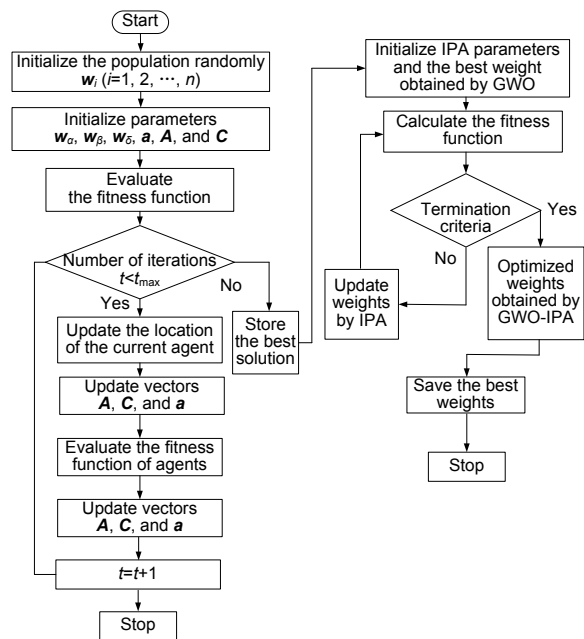 Start
Initialize the population randomly
w_i (i=1, 2, ⋯, n)
Initialize parameters
w_α, w_β, w_δ, a, A, and C
Evaluate
the fitness function
Number of iterations
t<t_max
Yes
No
Update the location
of the current agent
Store
the best
solution
Update vectors
A, C, and a
Evaluate the fitness
function of agents
Update vectors
A, C, and a
t=t+1
Stop
Initialize IPA parameters
and the best weight
obtained by GWO
Calculate the fitness
function
Termination
criteria
Yes
No
Update
weights
by IPA
Optimized
weights
obtained by
GWO-IPA
Save the best
weights
Stop